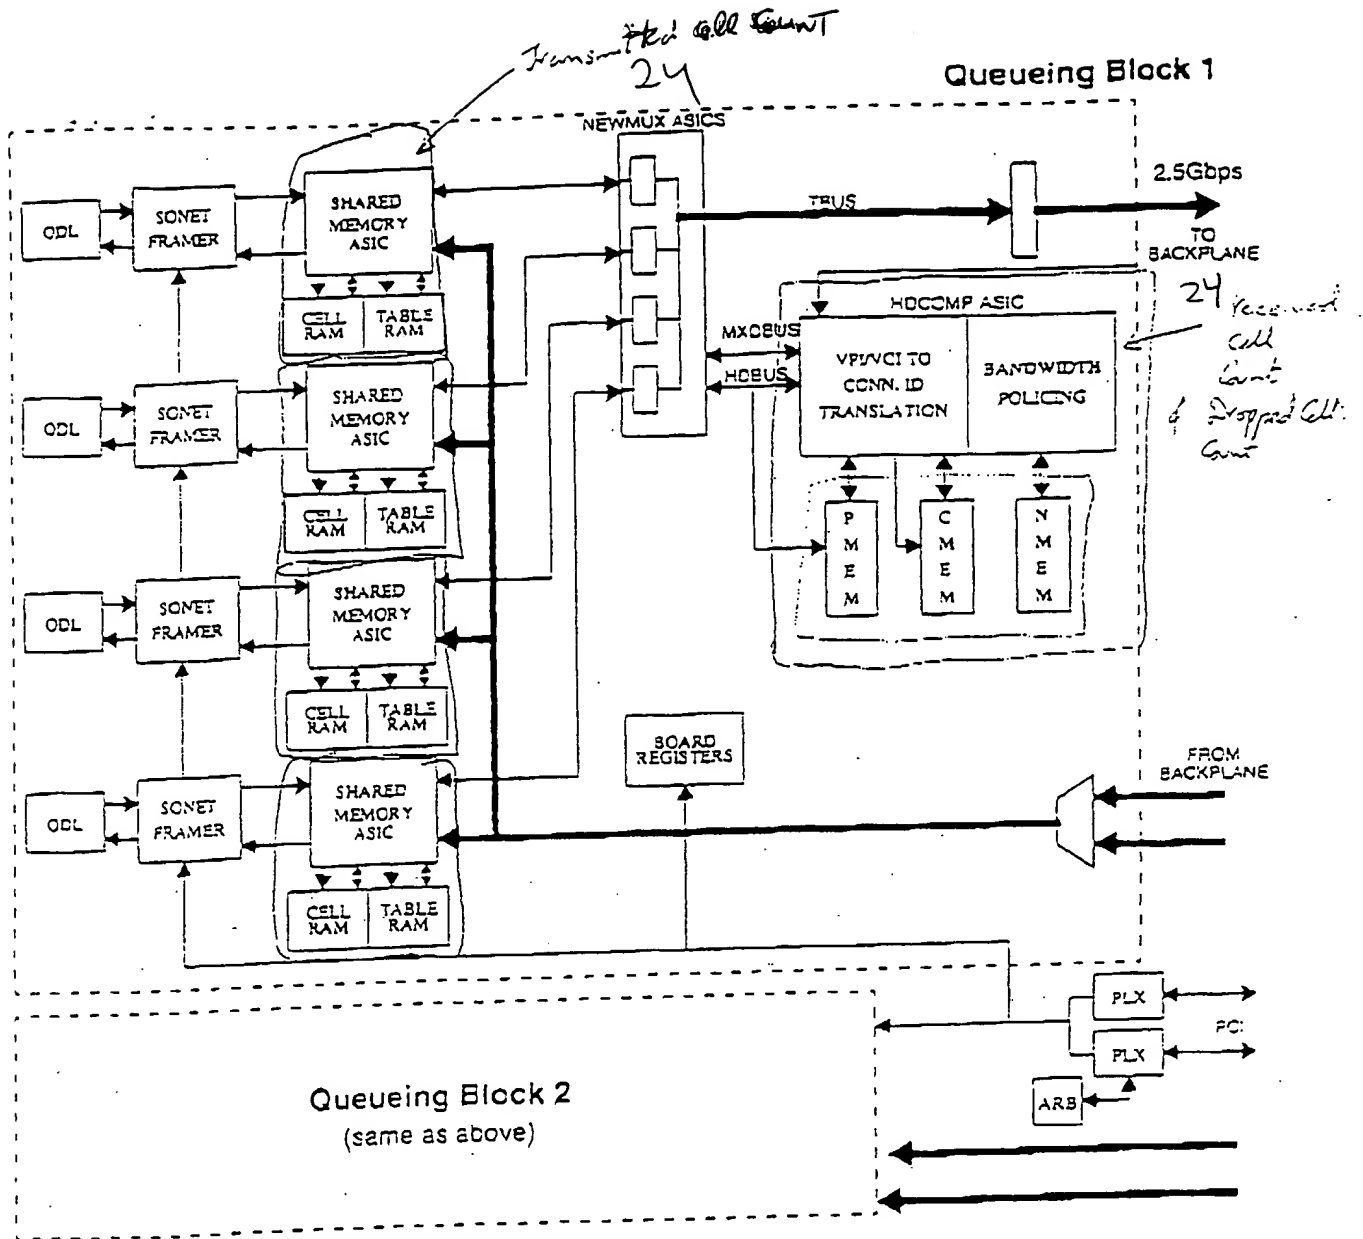 Transmitted cell count
24
Queueing Block 1
NEWMUX ASICS
ODL
SONET
FRAMER
SHARED
MEMORY
ASIC
CELL
RAM
TABLE
RAM
TBUS
2.5Gbps
TO
BACKPLANE
HDCOMP ASIC
MXDBUS
HDBUS
VPI/VCI TO
CONN. ID
TRANSLATION
BANDWIDTH
POLICING
24
received
Cell
Count
& Dropped Cell
Count
ODL
SONET
FRAMER
SHARED
MEMORY
ASIC
CELL
RAM
TABLE
RAM
P
M
E
M
C
M
E
M
N
M
E
M
ODL
SONET
FRAMER
SHARED
MEMORY
ASIC
CELL
RAM
TABLE
RAM
BOARD
REGISTERS
FROM
BACKPLANE
ODL
SONET
FRAMER
SHARED
MEMORY
ASIC
CELL
RAM
TABLE
RAM
PLX
PCI
PLX
ARB
Queueing Block 2
(same as above)